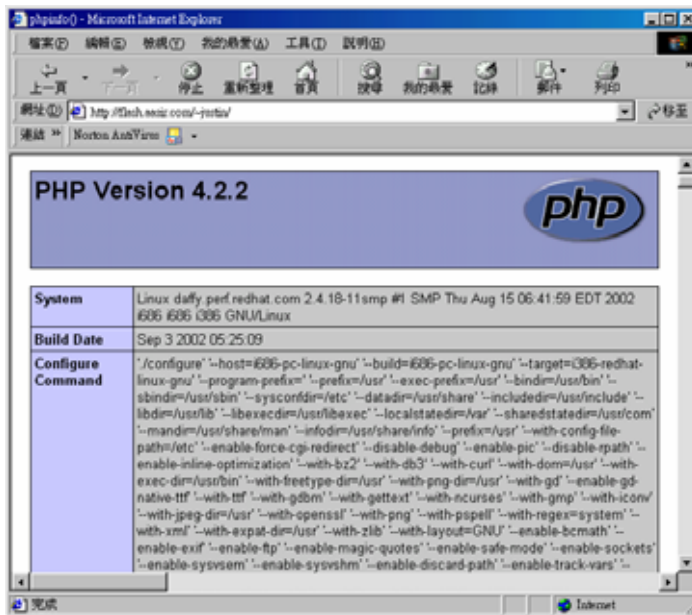 phpinfo() - Microsoft Internet Explorer
檔案(F) 編輯(E) 檢視(V) 我的最愛(A) 工具(T) 說明(H)
上一頁 下一頁 停止 重新整理 首頁 搜尋 我的最愛 記錄 郵件 列印
網址(D) 移至
連結 » Norton AntiVirus
PHP Version 4.2.2
php
System
Linux daffy.perf.redhat.com 2.4.18-11smp #1 SMP Thu Aug 15 06:41:59 EDT 2002
i686 i686 i386 GNU/Linux
Build Date
Sep 3 2002 05:25:09
Configure
Command
'./configure' '--host=i686-pc-linux-gnu' '--build=i686-pc-linux-gnu' '--target=i386-redhat-
linux-gnu' '--program-prefix=' '--prefix=/usr' '--exec-prefix=/usr' '--bindir=/usr/bin' '--
sbindir=/usr/sbin' '--sysconfdir=/etc' '--datadir=/usr/share' '--includedir=/usr/include' '--
libdir=/usr/lib' '--libexecdir=/usr/libexec' '--localstatedir=/var' '--sharedstatedir=/usr/com'
'--mandir=/usr/share/man' '--infodir=/usr/share/info' '--prefix=/usr' '--with-config-file-
path=/etc' '--enable-force-cgi-redirect' '--disable-debug' '--enable-pic' '--disable-rpath' '--
enable-inline-optimization' '--with-bz2' '--with-db3' '--with-curl' '--with-dom=/usr' '--with-
exec-dir=/usr/bin' '--with-freetype-dir=/usr' '--with-png-dir=/usr' '--with-gd' '--enable-gd-
native-ttf' '--with-ttf' '--with-gdbm' '--with-gettext' '--with-ncurses' '--with-gmp' '--with-iconv'
'--with-jpeg-dir=/usr' '--with-openssl' '--with-png' '--with-pspell' '--with-regex=system' '--
with-xml' '--with-expat-dir=/usr' '--with-zlib' '--with-layout=GNU' '--enable-bcmath' '--
enable-exif' '--enable-ftp' '--enable-magic-quotes' '--enable-safe-mode' '--enable-sockets'
'--enable-sysvsem' '--enable-sysvshm' '--enable-discard-path' '--enable-track-vars' '--
完成 Internet